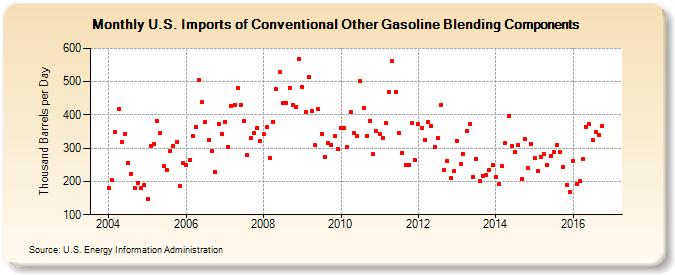 Monthly U.S. Imports of Conventional Other Gasoline Blending Components
Thousand Barrels per Day
600
500
400
300
200
100
2004 2006 2008 2010 2012 2014 2016
Source: U.S. Energy Information Administration